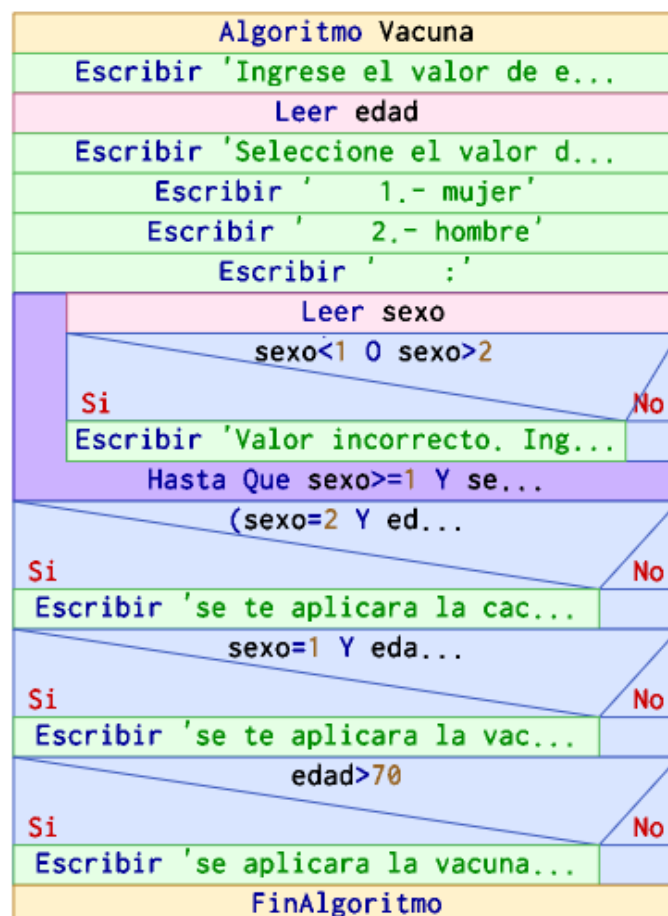 Algoritmo Vacuna
Escribir 'Ingrese el valor de e...
Leer edad
Escribir 'Seleccione el valor d...
Escribir '    1.- mujer'
Escribir '    2.- hombre'
Escribir '    :'
Leer sexo
sexo<1 O sexo>2
Si No
Escribir 'Valor incorrecto. Ing...
Hasta Que sexo>=1 Y se...
(sexo=2 Y ed...
Si No
Escribir 'se te aplicara la cac...
sexo=1 Y eda...
Si No
Escribir 'se te aplicara la vac...
edad>70
Si No
Escribir 'se aplicara la vacuna...
FinAlgoritmo